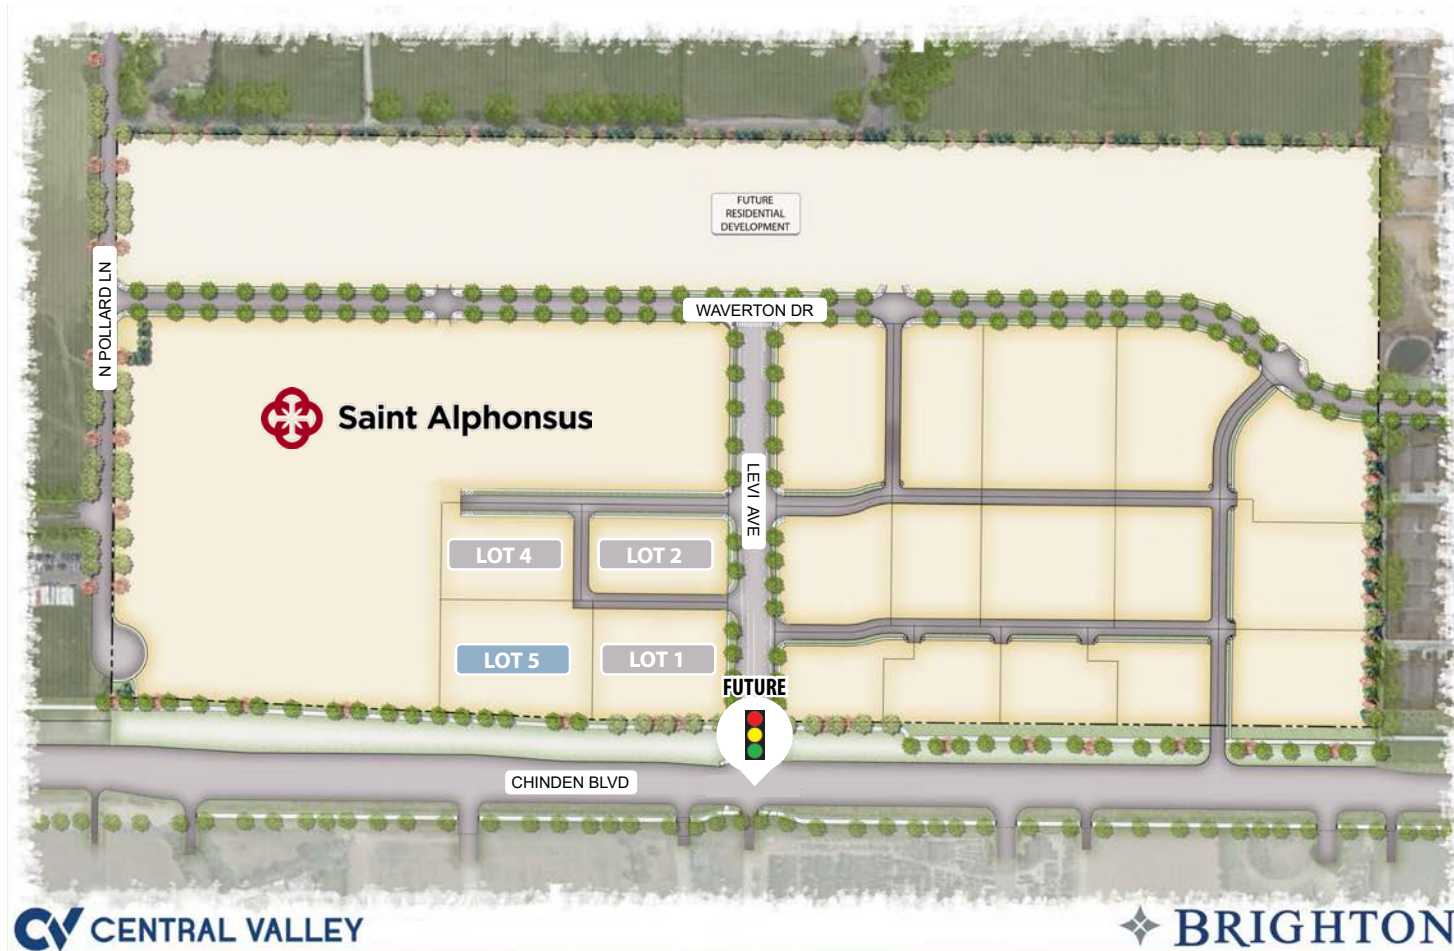 FUTURE
RESIDENTIAL
DEVELOPMENT
N POLLARD LN
WAVERTON DR
Saint Alphonsus
LEVI AVE
LOT 4
LOT 2
LOT 5
LOT 1
FUTURE
CHINDEN BLVD
CV CENTRAL VALLEY
BRIGHTON